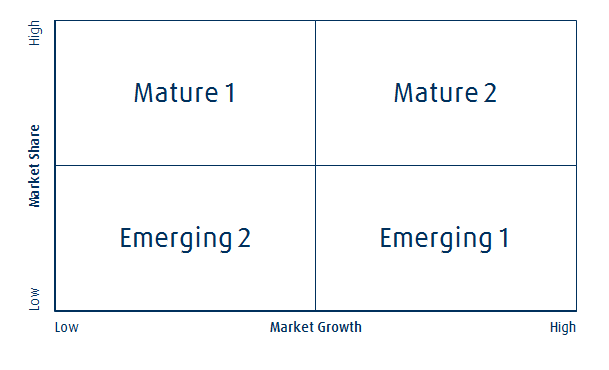 High
Mature 1
Mature 2
Market Share
Emerging 2
Emerging 1
Low
Low
Market Growth
High